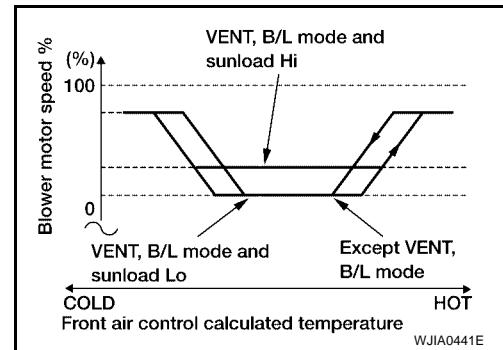 VENT, B/L mode and
sunload Hi
(%)
100
Blower motor speed %
0
VENT, B/L mode and
sunload Lo
Except VENT,
B/L mode
COLD
HOT
Front air control calculated temperature
WJIA0441E